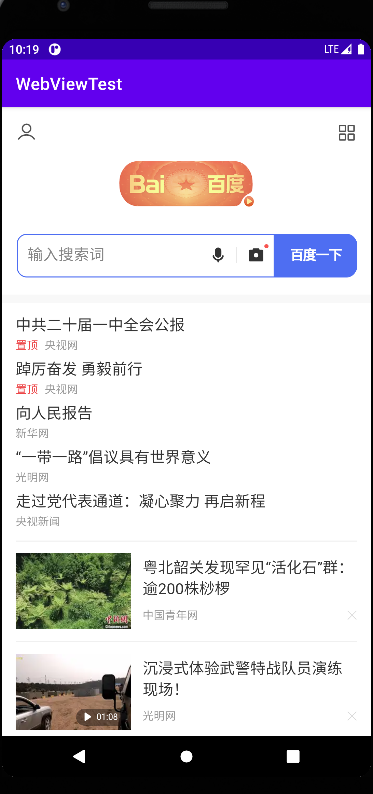 10:19
LTE
WebViewTest
Bai 百度
输入搜索词
百度一下
中共二十届一中全会公报
置顶 央视网
踔厉奋发 勇毅前行
置顶 央视网
向人民报告
新华网
“一带一路”倡议具有世界意义
光明网
走过党代表通道：凝心聚力 再启新程
央视新闻
粤北韶关发现罕见“活化石”群：
逾200株桫椤
中国青年网
沉浸式体验武警特战队员演练
现场！
01:08
光明网